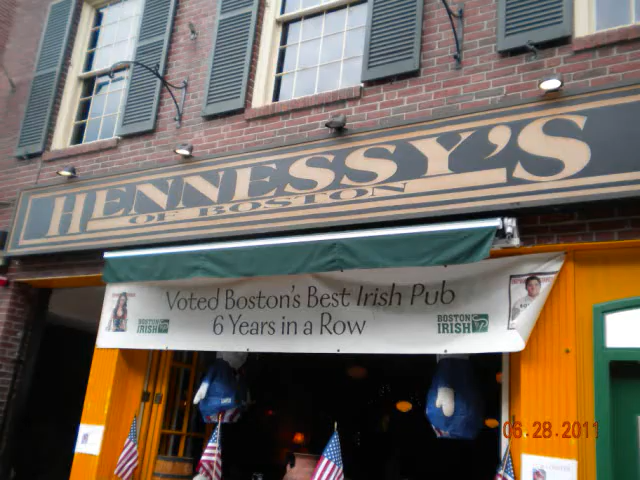 HENNESSY'S
OF BOSTON
Voted Boston's Best Irish Pub
6 Years in a Row
BOSTON
IRISH
BOSTON
IRISH
06.28.2011